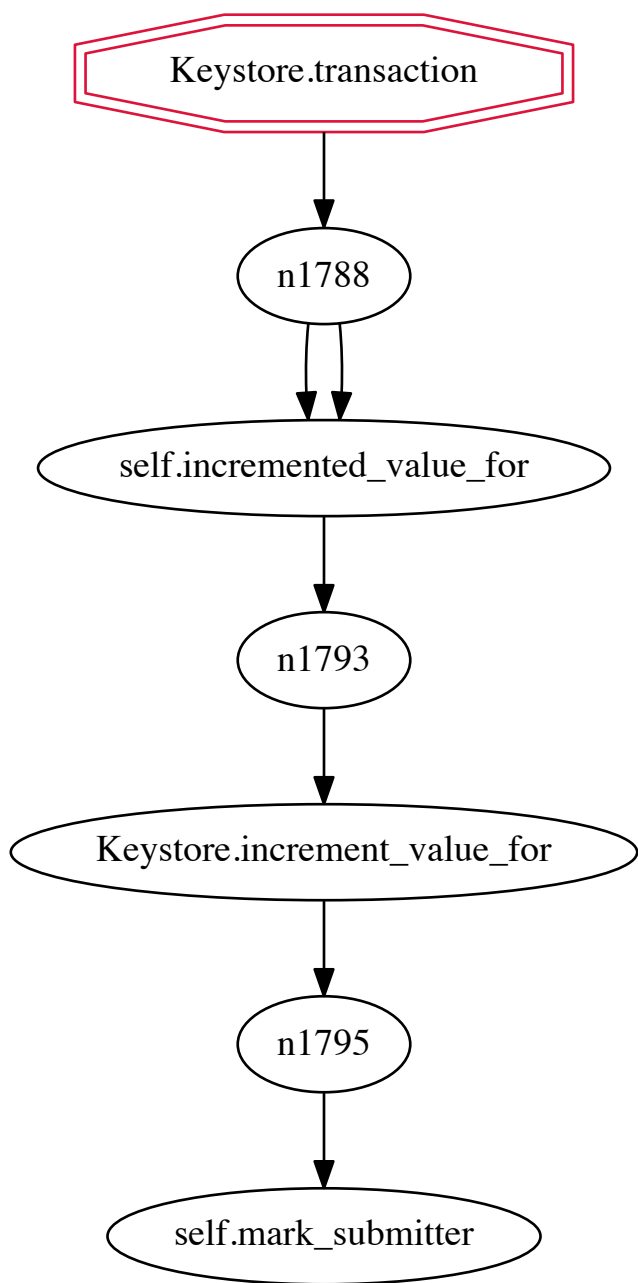 Keystore.transaction
n1788
self.incremented_value_for
n1793
Keystore.increment_value_for
n1795
self.mark_submitter